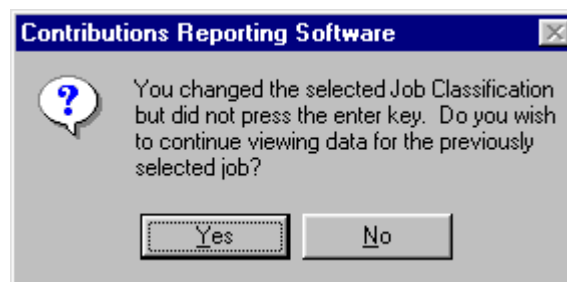 Contributions Reporting Software
You changed the selected Job Classification
but did not press the enter key. Do you wish
to continue viewing data for the previously
selected job?
Yes
No